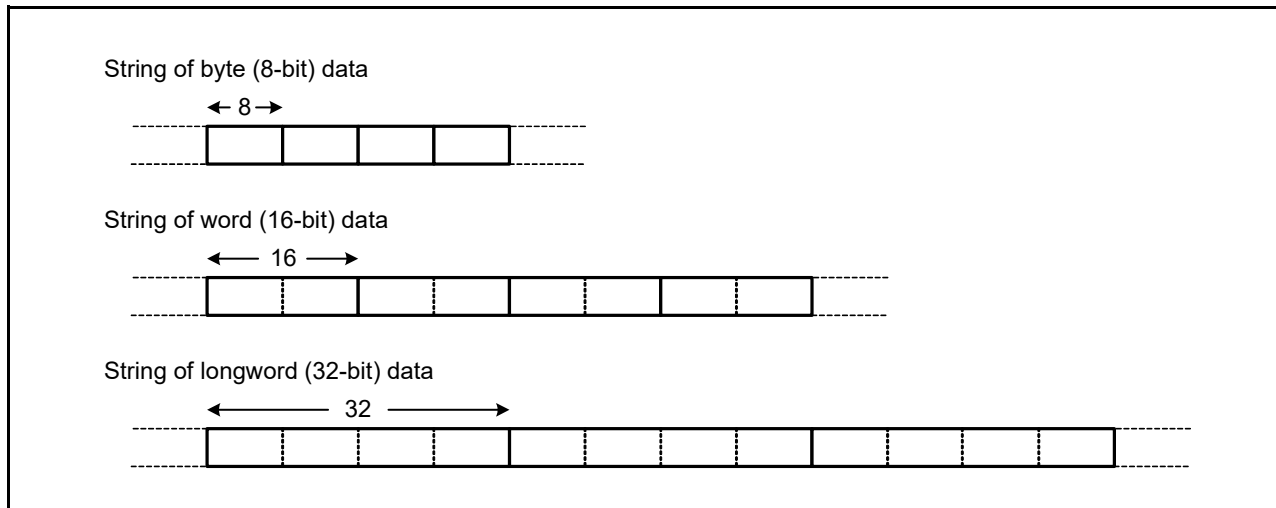 String of byte (8-bit) data
8
String of word (16-bit) data
16
String of longword (32-bit) data
32